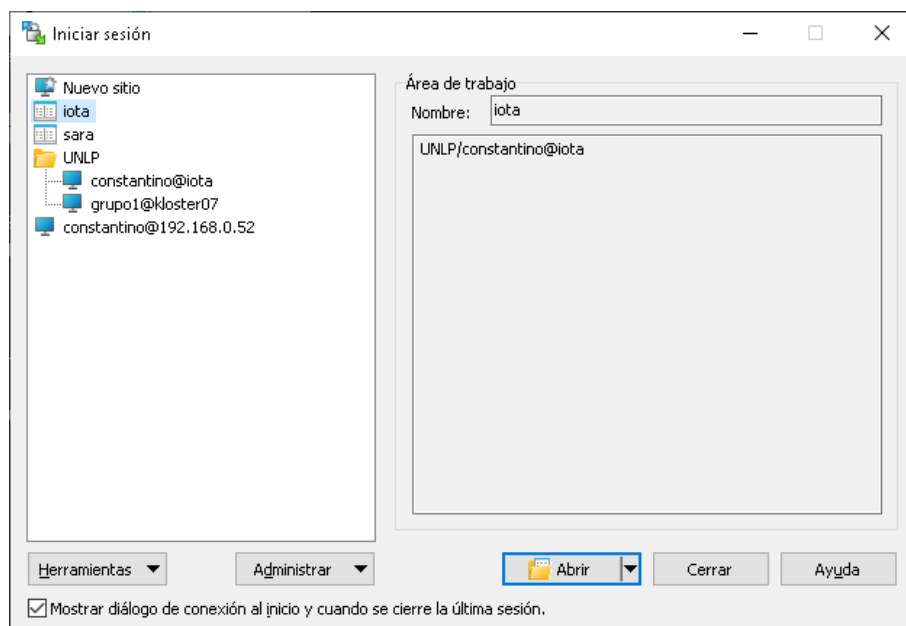 Iniciar sesión
Nuevo sitio
iota
sara
UNLP
constantino@iota
grupo1@kloster07
constantino@192.168.0.52
Área de trabajo
Nombre: iota
UNLP/constantino@iota
Herramientas
Administrar
Abrir
Cerrar
Ayuda
Mostrar diálogo de conexión al inicio y cuando se cierre la última sesión.